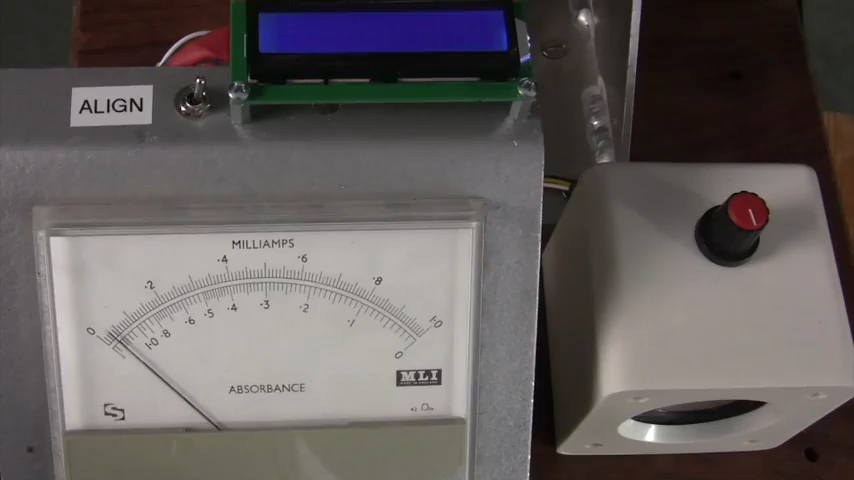 ALIGN
MILLIAMPS
0 ·2 ·4 ·6 ·8 1·0
1·0 ·8 ·6 ·5 ·4 ·3 ·2 ·1 0
ABSORBANCE
MLI